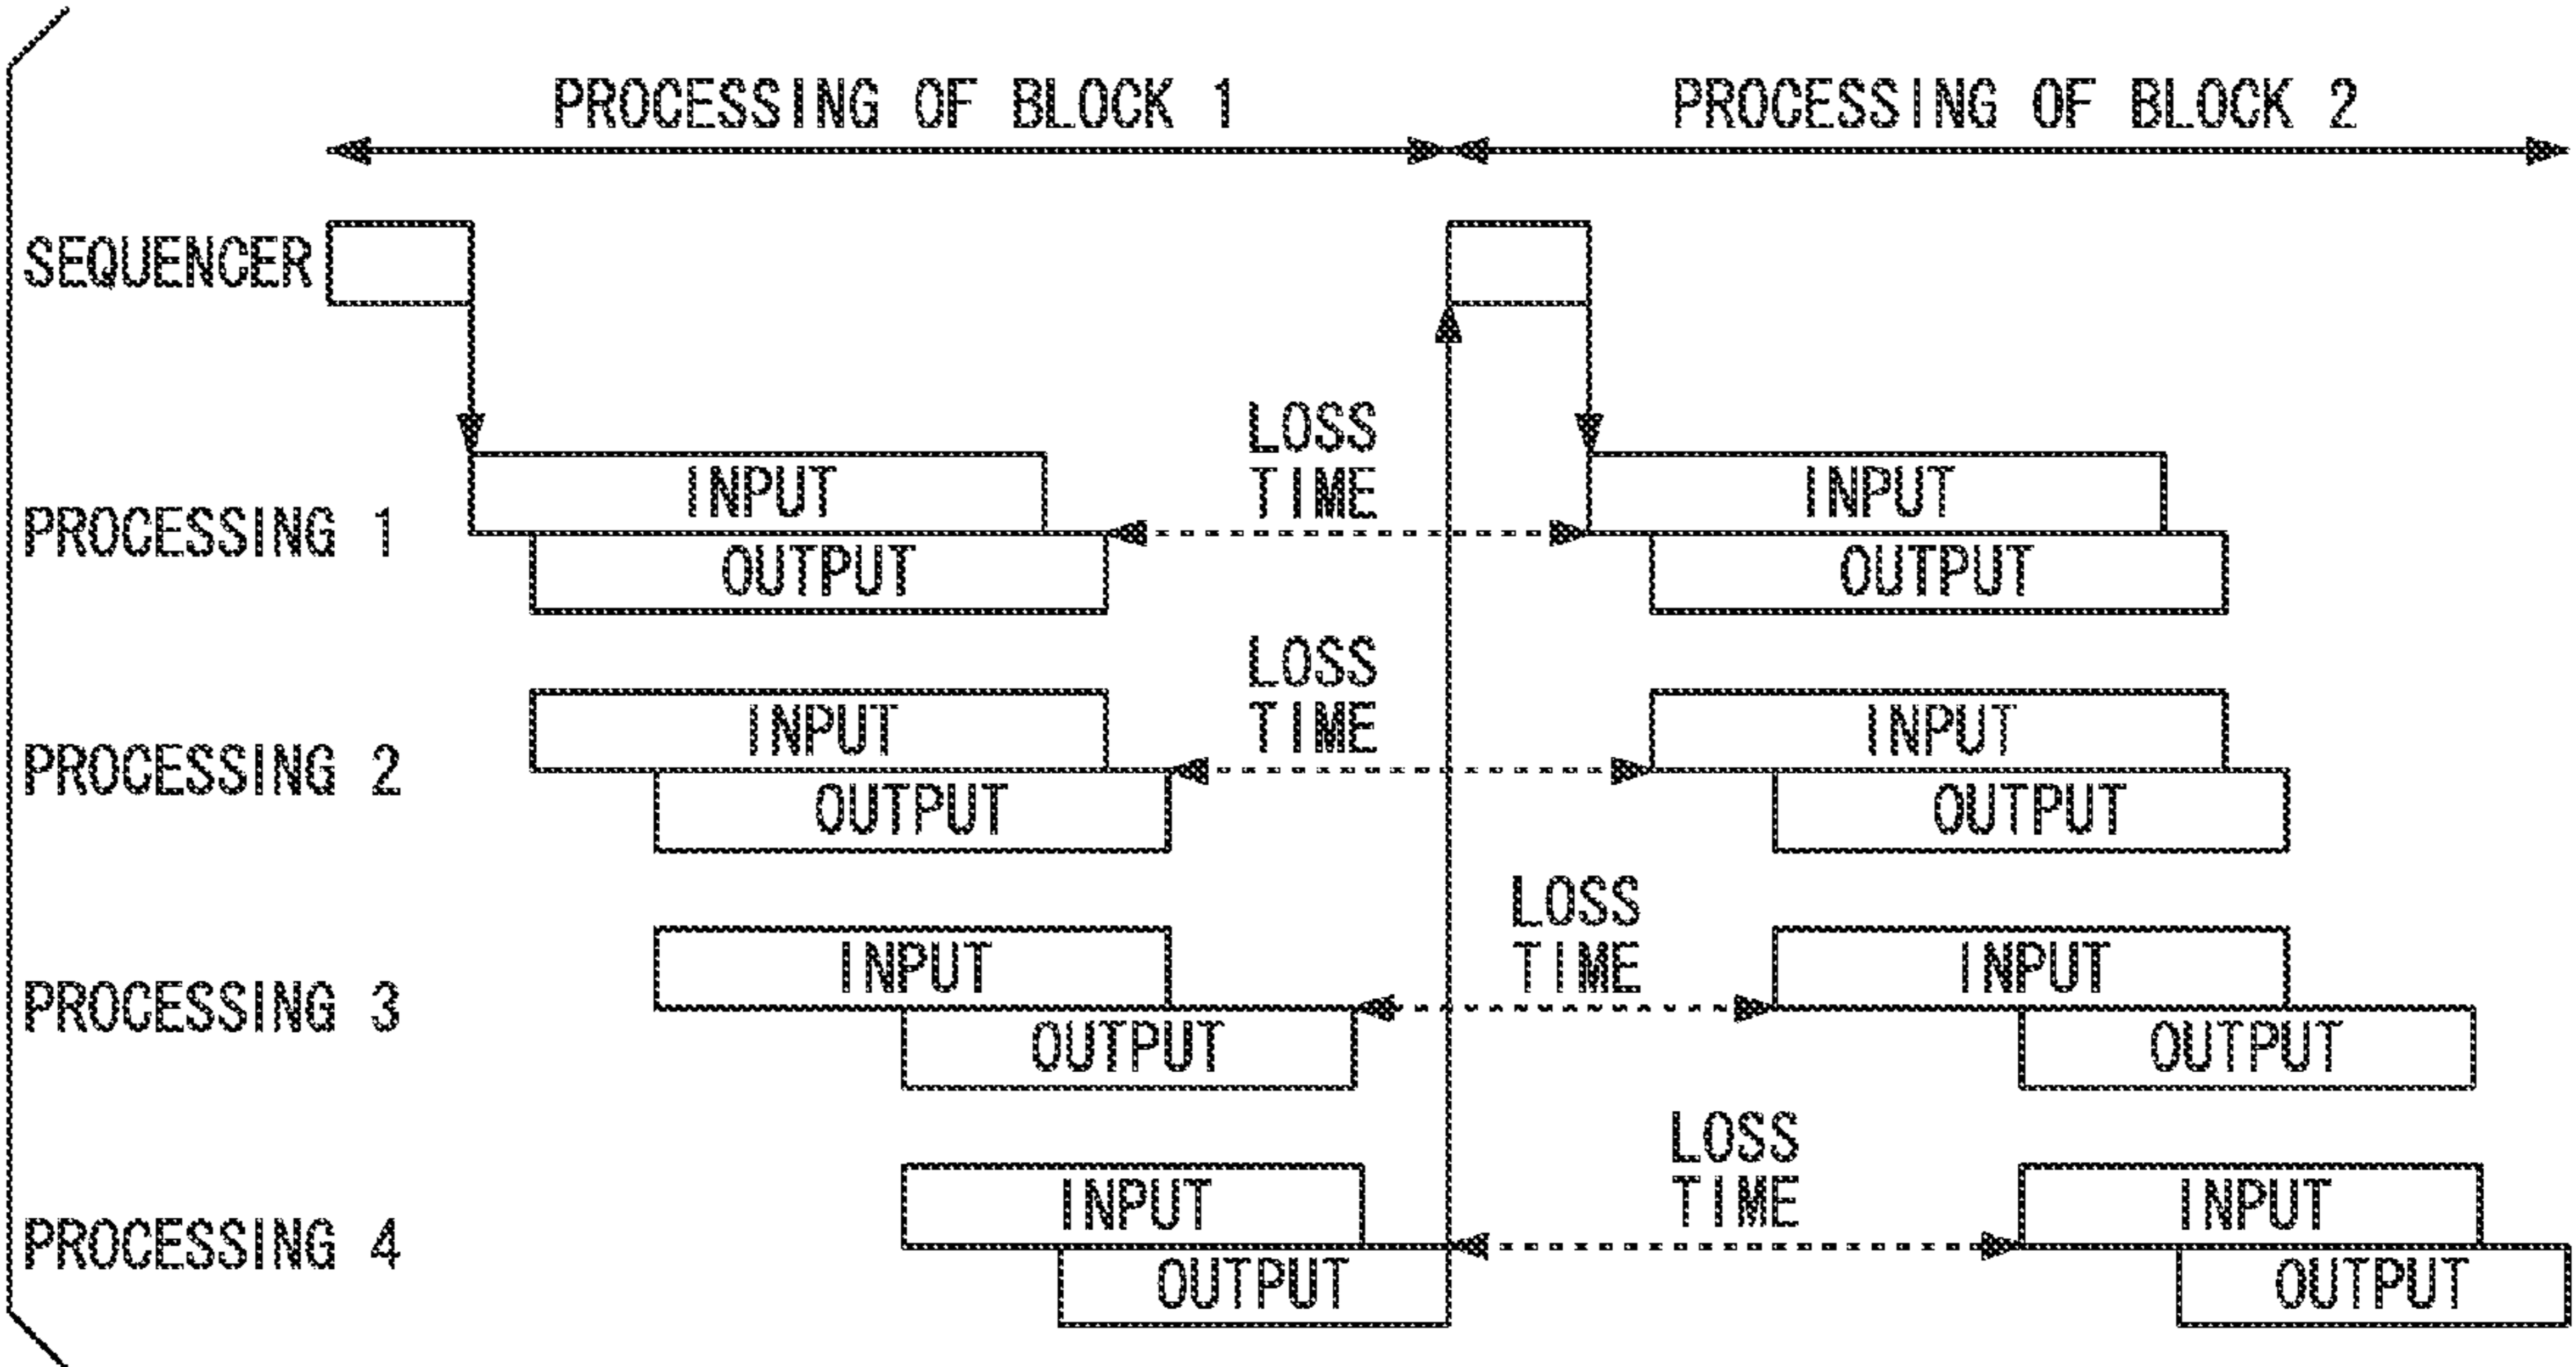 PROCESSING OF BLOCK 1
PROCESSING OF BLOCK 2
SEQUENCER
PROCESSING 1
INPUT
OUTPUT
LOSS
TIME
INPUT
OUTPUT
PROCESSING 2
INPUT
OUTPUT
LOSS
TIME
INPUT
OUTPUT
PROCESSING 3
INPUT
OUTPUT
LOSS
TIME
INPUT
OUTPUT
PROCESSING 4
INPUT
OUTPUT
LOSS
TIME
INPUT
OUTPUT